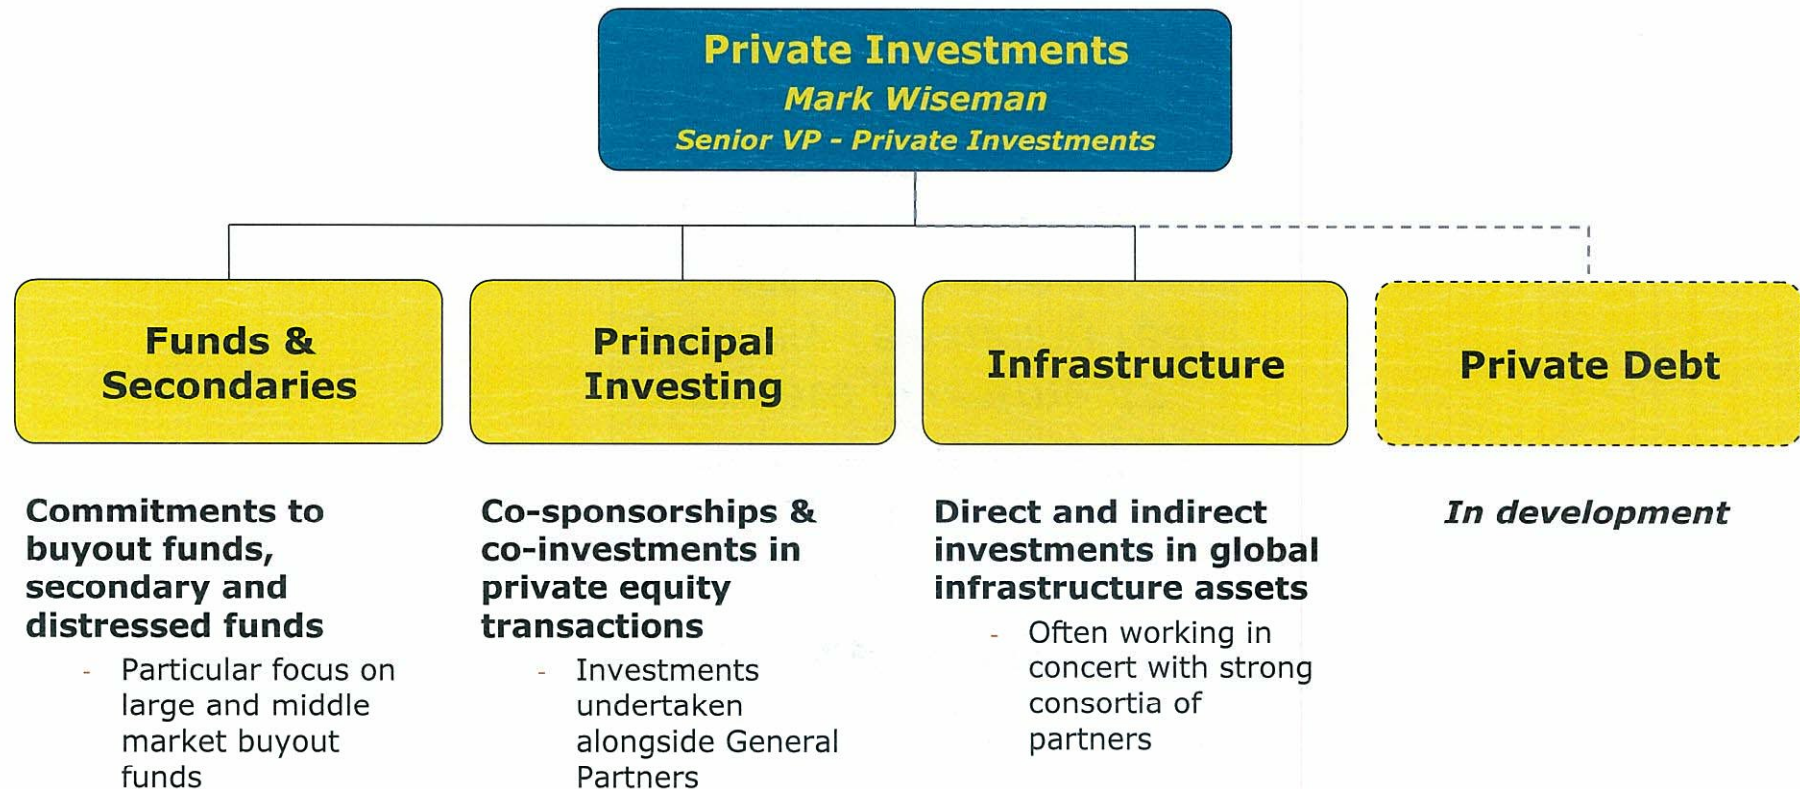 Private Investments
Mark Wiseman
Senior VP - Private Investments
Funds &
Secondaries
Principal
Investing
Infrastructure
Private Debt
Commitments to
buyout funds,
secondary and
distressed funds
- Particular focus on
large and middle
market buyout
funds
Co-sponsorships &
co-investments in
private equity
transactions
- Investments
undertaken
alongside General
Partners
Direct and indirect
investments in global
infrastructure assets
- Often working in
concert with strong
consortia of
partners
In development